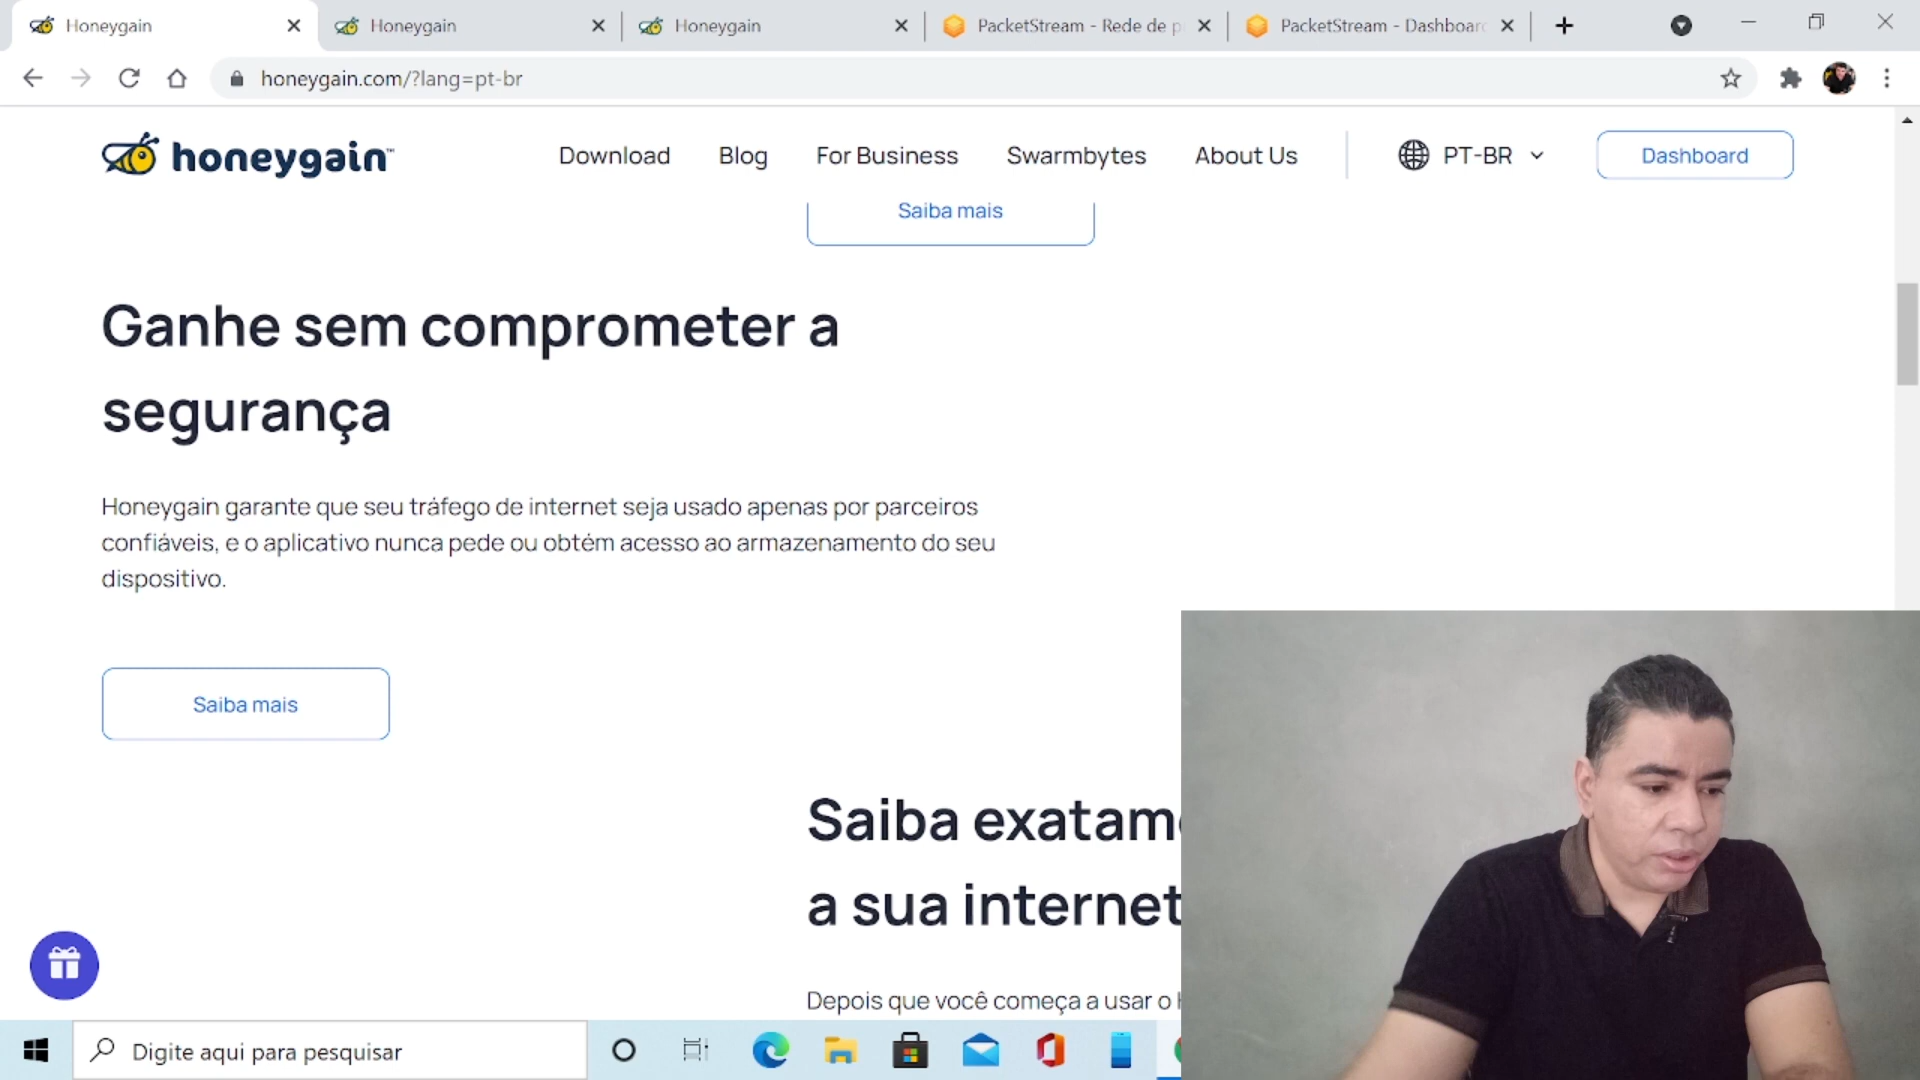 Honeygain
Honeygain
Honeygain
PacketStream - Rede de p
PacketStream - Dashboard
honeygain.com/?lang=pt-br
honeygain™
Download
Blog
For Business
Swarmbytes
About Us
PT-BR
Dashboard
Saiba mais
Ganhe sem comprometer a
segurança
Honeygain garante que seu tráfego de internet seja usado apenas por parceiros
confiáveis, e o aplicativo nunca pede ou obtém acesso ao armazenamento do seu
dispositivo.
Saiba mais
Saiba
a sua internet
Depois que você começa a usar o
Digite aqui para pesquisar